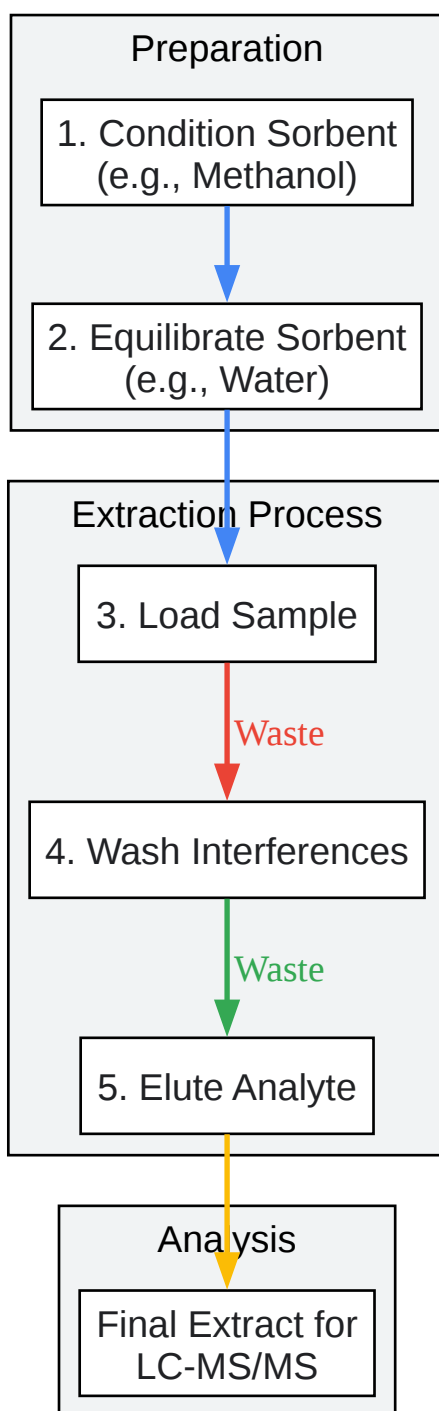 Preparation
1. Condition Sorbent
(e.g., Methanol)
2. Equilibrate Sorbent
(e.g., Water)
Extraction Process
3. Load Sample
Waste
4. Wash Interferences
Waste
5. Elute Analyte
Analysis
Final Extract for
LC-MS/MS